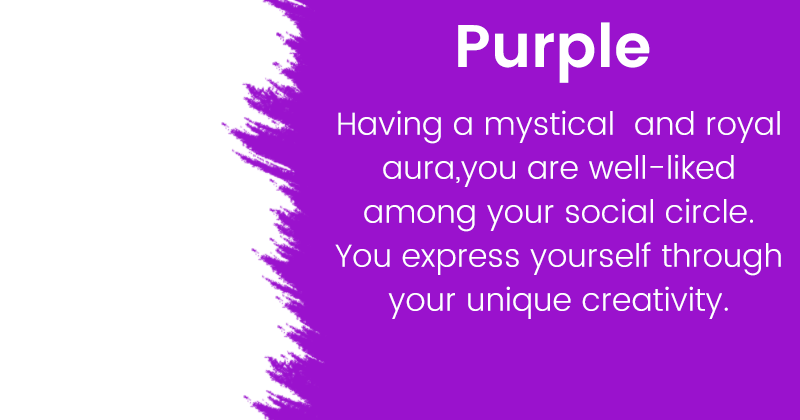 Purple
Having a mystical  and royal
aura,you are well-liked
among your social circle.
You express yourself through
your unique creativity.